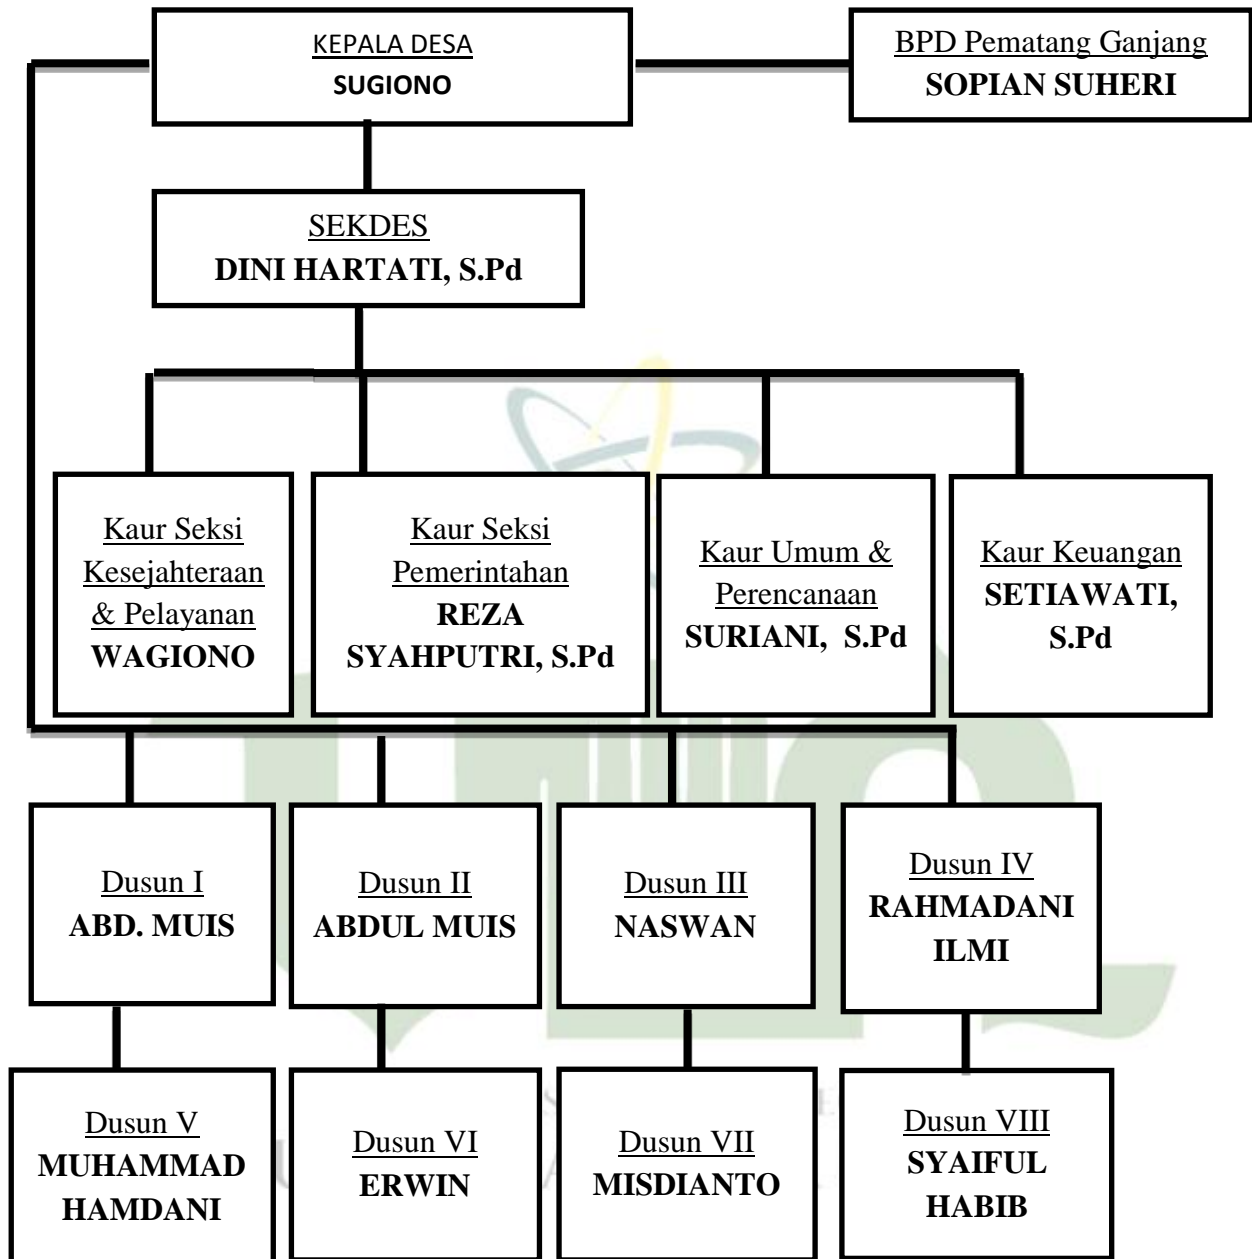 KEPALA DESA
SUGIONO
BPD Pematang Ganjang
SOPIAN SUHERI
SEKDES
DINI HARTATI, S.Pd
Kaur Seksi
Kesejahteraan
& Pelayanan
WAGIONO
Kaur Seksi
Pemerintahan
REZA
SYAHPUTRI, S.Pd
Kaur Umum &
Perencanaan
SURIANI, S.Pd
Kaur Keuangan
SETIAWATI,
S.Pd
Dusun I
ABD. MUIS
Dusun II
ABDUL MUIS
Dusun III
NASWAN
Dusun IV
RAHMADANI
ILMI
Dusun V
MUHAMMAD
HAMDANI
Dusun VI
ERWIN
Dusun VII
MISDIANTO
Dusun VIII
SYAIFUL
HABIB